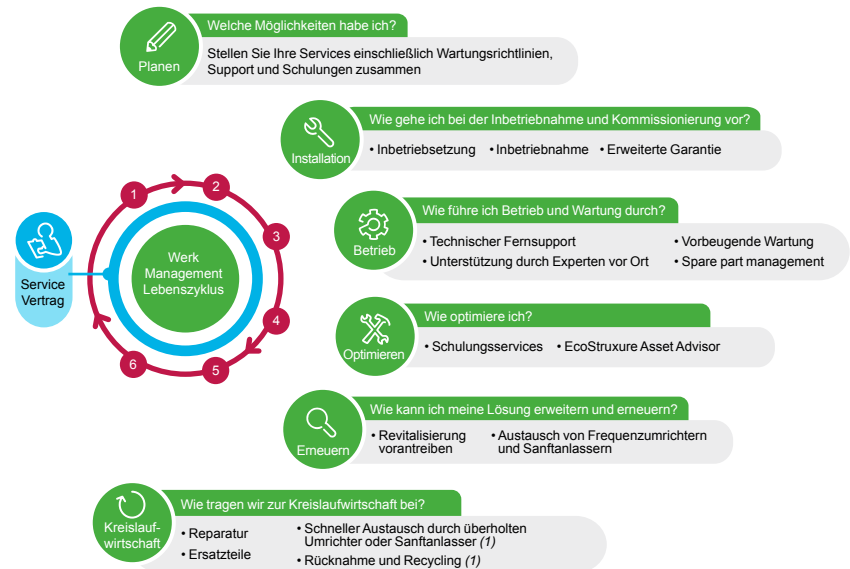 Welche Möglichkeiten habe ich?
Planen
Stellen Sie Ihre Services einschließlich Wartungsrichtlinien,
Support und Schulungen zusammen
Wie gehe ich bei der Inbetriebnahme und Kommissionierung vor?
Installation
• Inbetriebsetzung • Inbetriebnahme • Erweiterte Garantie
1
2
3
4
5
6
Werk
Management
Lebenszyklus
Service
Vertrag
Wie führe ich Betrieb und Wartung durch?
Betrieb
• Technischer Fernsupport • Vorbeugende Wartung
• Unterstützung durch Experten vor Ort • Spare part management
Wie optimiere ich?
Optimieren
• Schulungsservices • EcoStruxure Asset Advisor
Wie kann ich meine Lösung erweitern und erneuern?
Erneuern
• Revitalisierung
vorantreiben
• Austausch von Frequenzumrichtern
und Sanftanlassern
Wie tragen wir zur Kreislaufwirtschaft bei?
Kreislauf-
wirtschaft
• Reparatur
• Ersatzteile
• Schneller Austausch durch überholten
Umrichter oder Sanftanlasser (1)
• Rücknahme und Recycling (1)